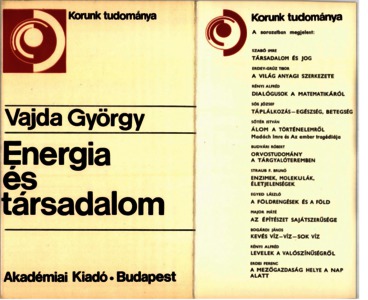 Korunk tudománya
Vajda György
Energia
és
társadalom
Akadémiai Kiadó • Budapest
Korunk tudománya
A sorozatban megjelent:
SZABÓ IMRE
TÁRSADALOM ÉS JOG
ERDEY-GRÚZ TIBOR
A VILÁG ANYAGI SZERKEZETE
RÉNYI ALFRÉD
DIALÓGUSOK A MATEMATIKÁRÓL
SÓS JÓZSEF
TÁPLÁLKOZÁS—EGÉSZSÉG, BETEGSÉG
SŐTÉR ISTVÁN
ÁLOM A TÖRTÉNELEMRŐL
Madách Imre és Az ember tragédiája
BUDVÁRI RÓBERT
ORVOSTUDOMÁNY
A TÁRGYALÓTEREMBEN
STRAUB F. BRUNÓ
ENZIMEK, MOLEKULÁK,
ÉLETJELENSÉGEK
EGYED LÁSZLÓ
A FÖLDRENGÉSEK ÉS A FÖLD
MAJOR MÁTÉ
AZ ÉPÍTÉSZET SAJÁTSZERŰSÉGE
BOGÁRDI JÁNOS
KEVÉS VÍZ—VÍZ—SOK VÍZ
RÉNYI ALFRÉD
LEVELEK A VALÓSZÍNŰSÉGRŐL
ERDEI FERENC
A MEZŐGAZDASÁG HELYE A NAP
ALATT